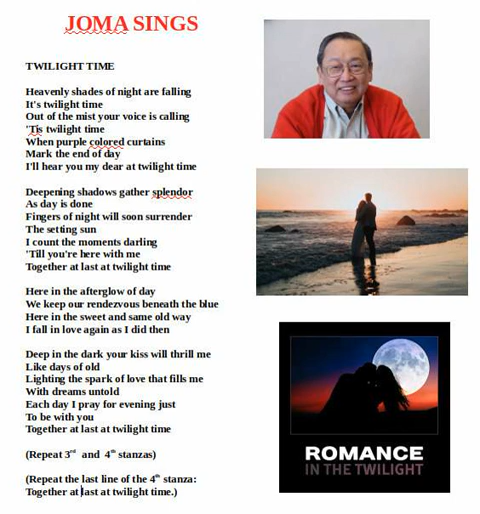 JOMA SINGS
TWILIGHT TIME
Heavenly shades of night are falling
It's twilight time
Out of the mist your voice is calling
'Tis twilight time
When purple colored curtains
Mark the end of day
I'll hear you my dear at twilight time
Deepening shadows gather splendor
As day is done
Fingers of night will soon surrender
The setting sun
I count the moments darling
'Till you're here with me
Together at last at twilight time
Here in the afterglow of day
We keep our rendezvous beneath the blue
Here in the sweet and same old way
I fall in love again as I did then
Deep in the dark your kiss will thrill me
Like days of old
Lighting the spark of love that fills me
With dreams untold
Each day I pray for evening just
To be with you
Together at last at twilight time
(Repeat 3rd and 4th stanzas)
(Repeat the last line of the 4th stanza:
Together at last at twilight time.)
ROMANCE
IN THE TWILIGHT